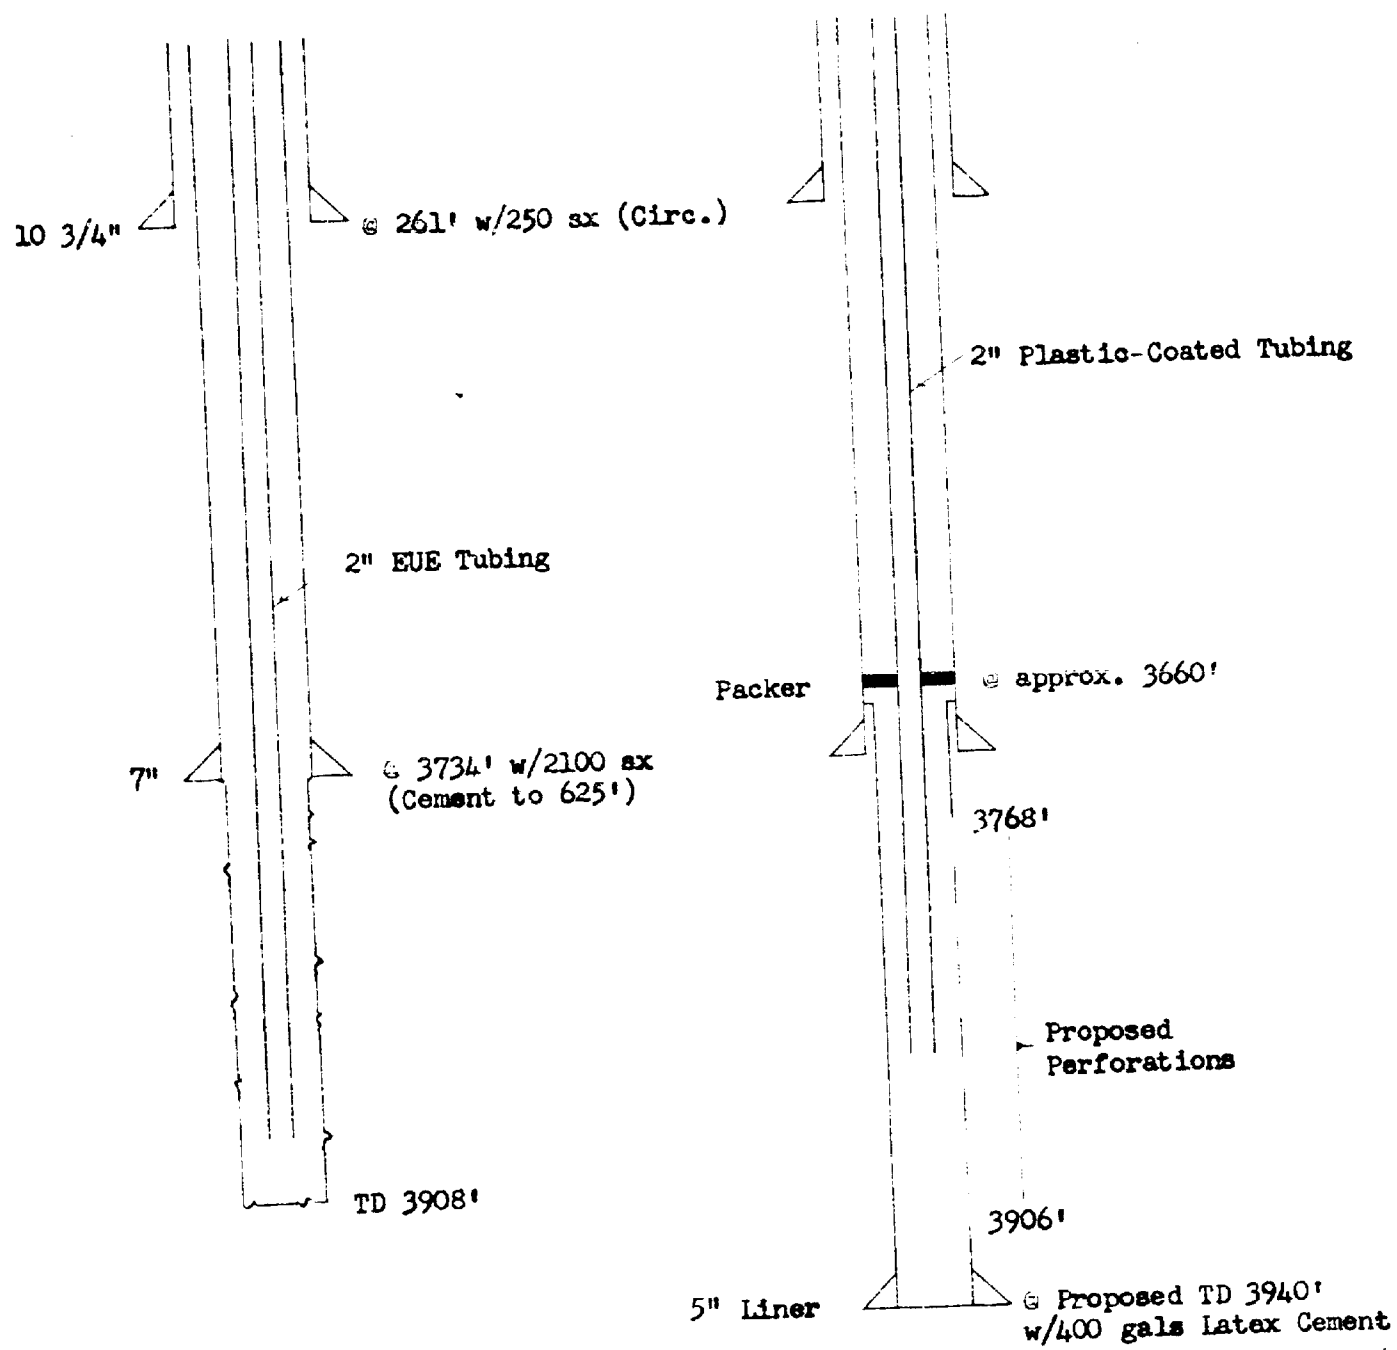 10 3/4"
@ 261' w/250 sx (Circ.)
2" EUE Tubing
7"
@ 3734' w/2100 sx
(Cement to 625')
TD 3908'
2" Plastic-Coated Tubing
Packer
@ approx. 3660'
3768'
Proposed
Perforations
3906'
5" Liner
@ Proposed TD 3940'
w/400 gals Latex Cement